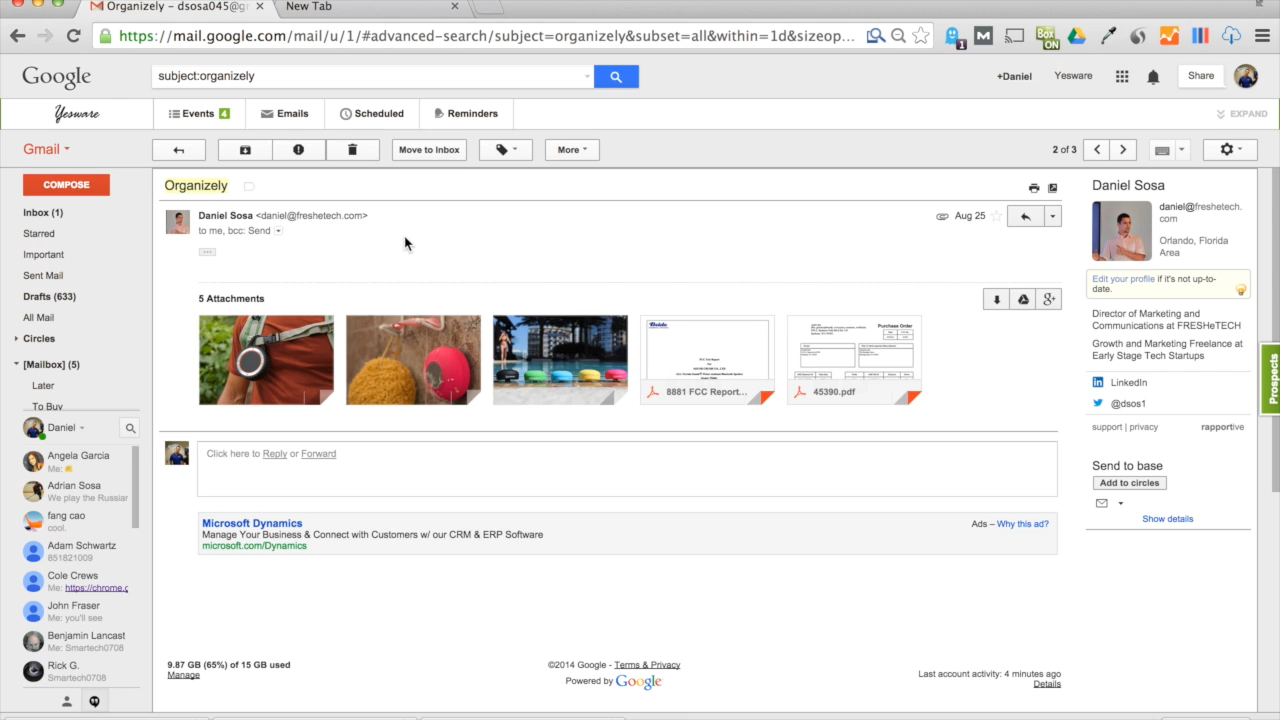 Organizely - dsosa045@g
New Tab
https://mail.google.com/mail/u/1/#advanced-search/subject=organizely&subset=all&within=1d&sizeop...
1
Box
ON
Google
subject:organizely
+Daniel
Yesware
Share
Yesware
Events 4
Emails
Scheduled
Reminders
EXPAND
Gmail
Move to Inbox
More
2 of 3
COMPOSE
Inbox (1)
Starred
Important
Sent Mail
Drafts (633)
All Mail
Circles
[Mailbox] (5)
Later
To Buy
Daniel
Angela Garcia
Me:
Adrian Sosa
We play the Russian
fang cao
cool.
Adam Schwartz
851821009
Cole Crews
Me: https://chrome.g
John Fraser
Me: you'll see
Benjamin Lancast
Me: Smartech0708
Rick G.
Smartech0708
Organizely
Daniel Sosa <daniel@freshetech.com>
to me, bcc: Send
Aug 25
5 Attachments
g+
8881 FCC Report...
Purchase Order
45390.pdf
Click here to Reply or Forward
Microsoft Dynamics
Ads – Why this ad?
Manage Your Business & Connect with Customers w/ our CRM & ERP Software
microsoft.com/Dynamics
9.87 GB (65%) of 15 GB used
Manage
©2014 Google - Terms & Privacy
Powered by Google
Last account activity: 4 minutes ago
Details
Daniel Sosa
daniel@freshetech.
com
Orlando, Florida
Area
Edit your profile if it's not up-to-
date.
Director of Marketing and
Communications at FRESHeTECH
Growth and Marketing Freelance at
Early Stage Tech Startups
LinkedIn
@dsos1
support | privacy
rapportive
Send to base
Add to circles
Show details
Prospects